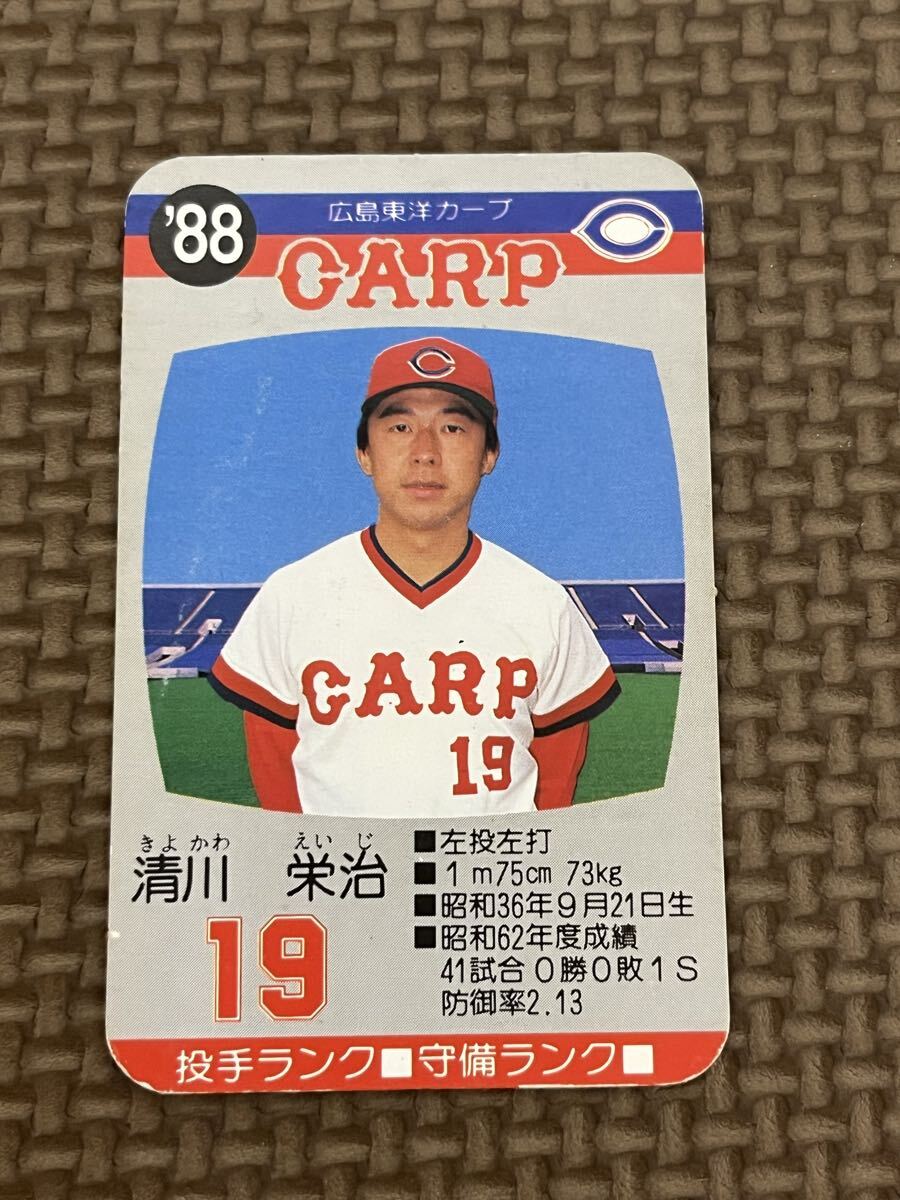 '88
広島東洋カープ
CARP
C
C
CARP
19
きよ かわ えい じ
清川 栄治
19
■左投左打
■1m75cm 73kg
■昭和36年9月21日生
■昭和62年度成績
41試合0勝0敗1S
防御率2.13
投手ランク■守備ランク■